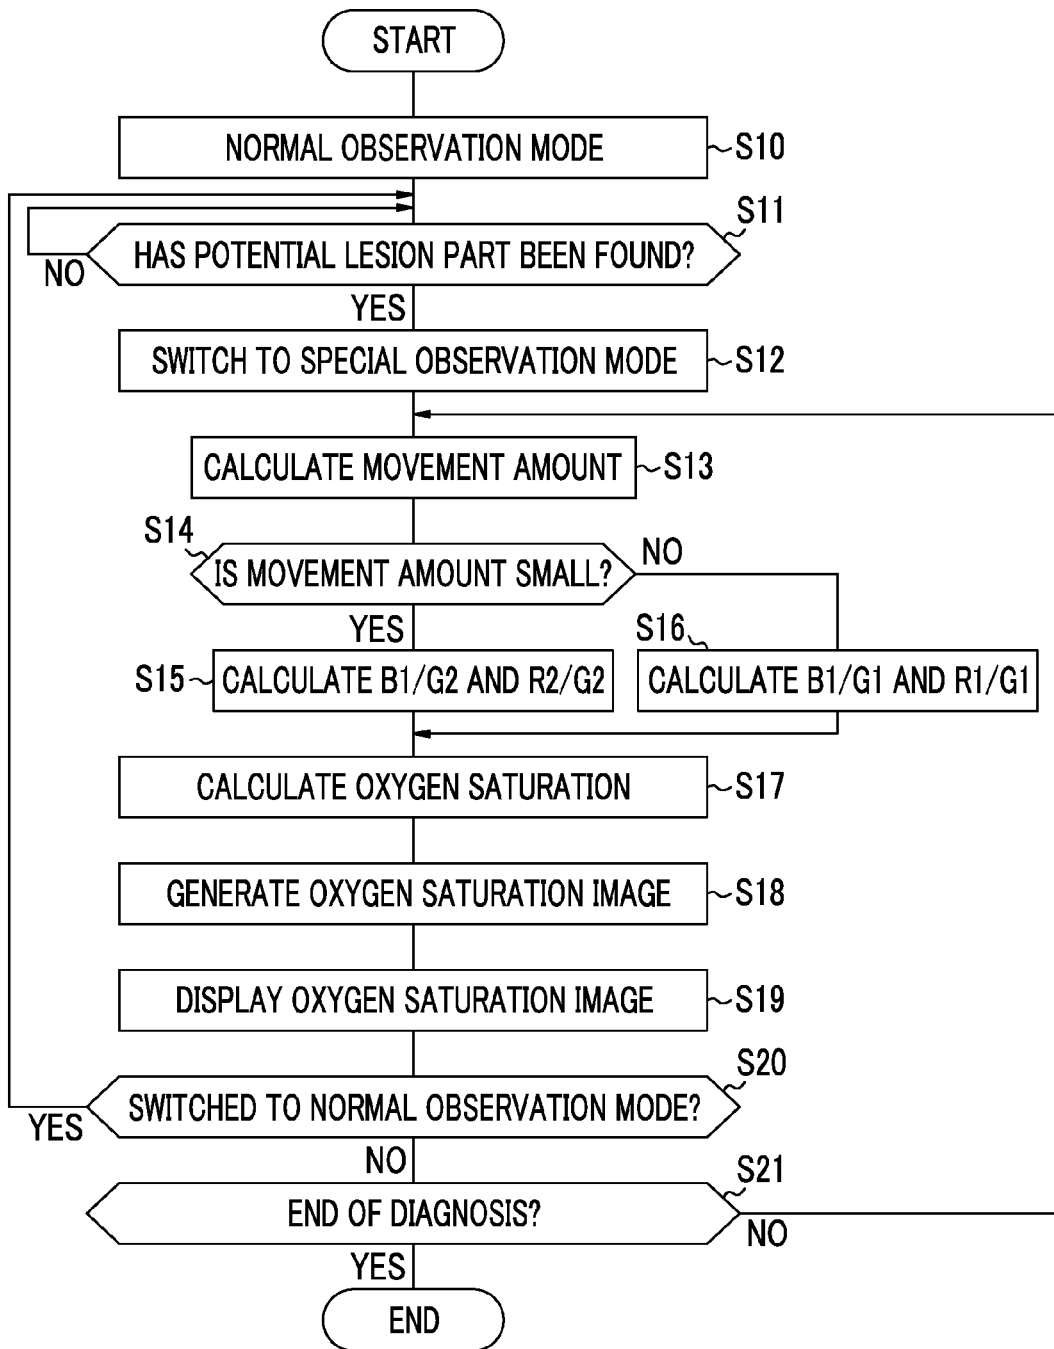 START
NORMAL OBSERVATION MODE
S10
S11
HAS POTENTIAL LESION PART BEEN FOUND?
NO
YES
SWITCH TO SPECIAL OBSERVATION MODE
S12
CALCULATE MOVEMENT AMOUNT
S13
S14
IS MOVEMENT AMOUNT SMALL?
NO
YES
S15
CALCULATE B1/G2 AND R2/G2
S16
CALCULATE B1/G1 AND R1/G1
CALCULATE OXYGEN SATURATION
S17
GENERATE OXYGEN SATURATION IMAGE
S18
DISPLAY OXYGEN SATURATION IMAGE
S19
S20
SWITCHED TO NORMAL OBSERVATION MODE?
YES
NO
S21
END OF DIAGNOSIS?
NO
YES
END